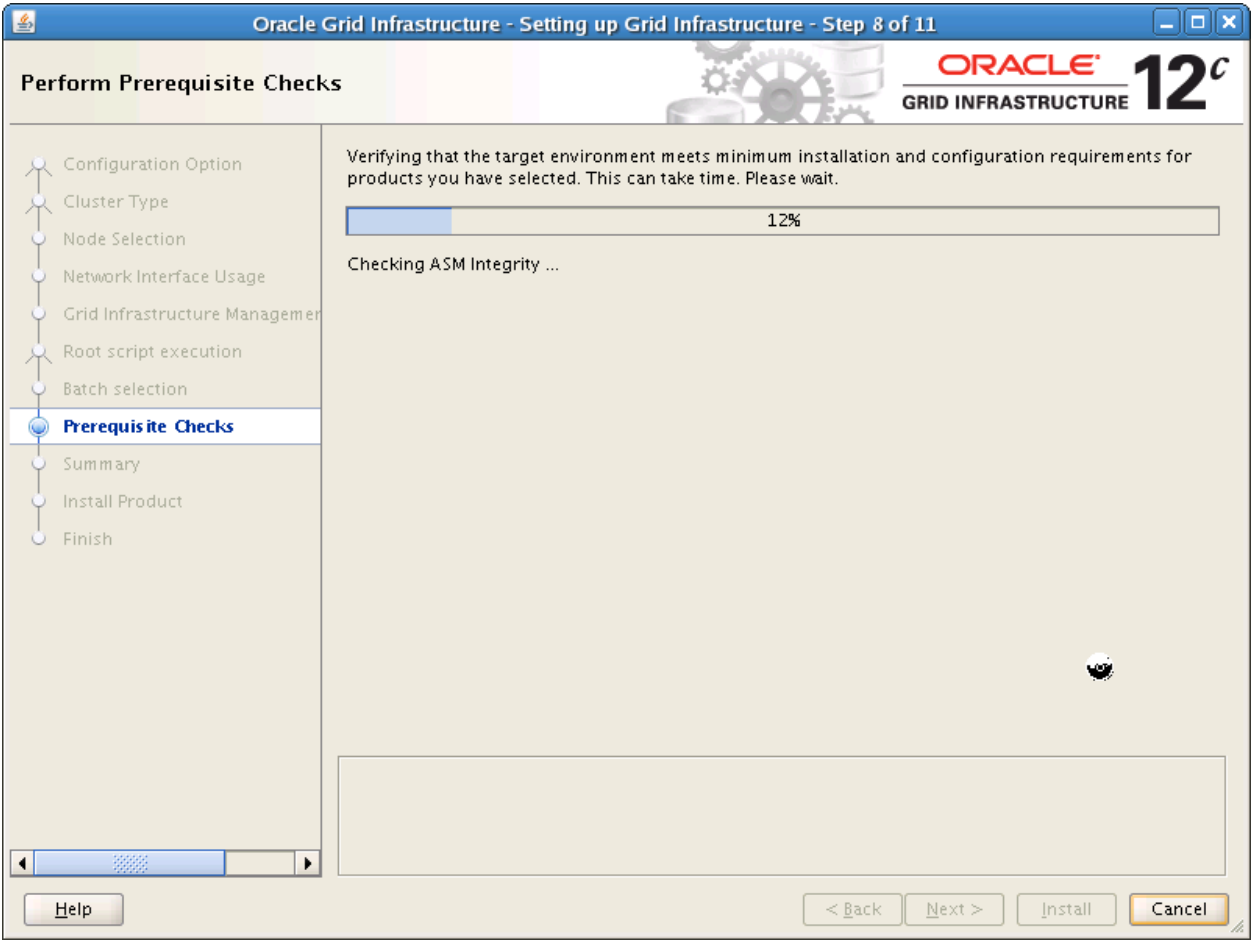 Oracle Grid Infrastructure - Setting up Grid Infrastructure - Step 8 of 11
Perform Prerequisite Checks
ORACLE
GRID INFRASTRUCTURE
12c
Configuration Option
Cluster Type
Node Selection
Network Interface Usage
Grid Infrastructure Managemer
Root script execution
Batch selection
Prerequisite Checks
Summary
Install Product
Finish
Verifying that the target environment meets minimum installation and configuration requirements for
products you have selected. This can take time. Please wait.
12%
Checking ASM Integrity ...
Help
< Back
Next >
Install
Cancel